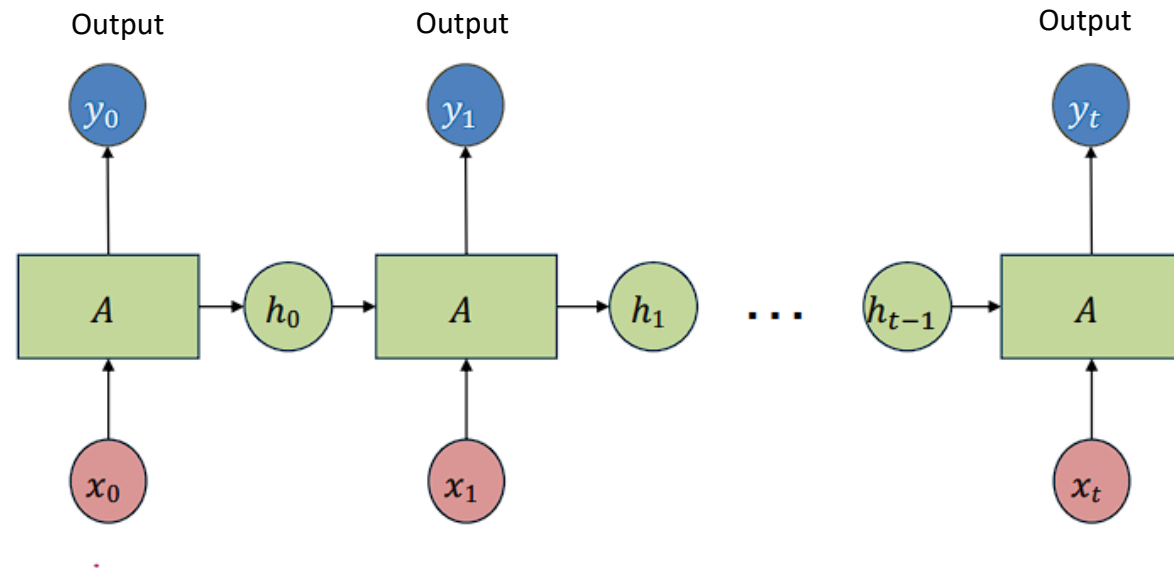 Output Output Output
y₀ y₁ yₜ
A h₀ A h₁ ... hₜ₋₁ A
x₀ x₁ xₜ